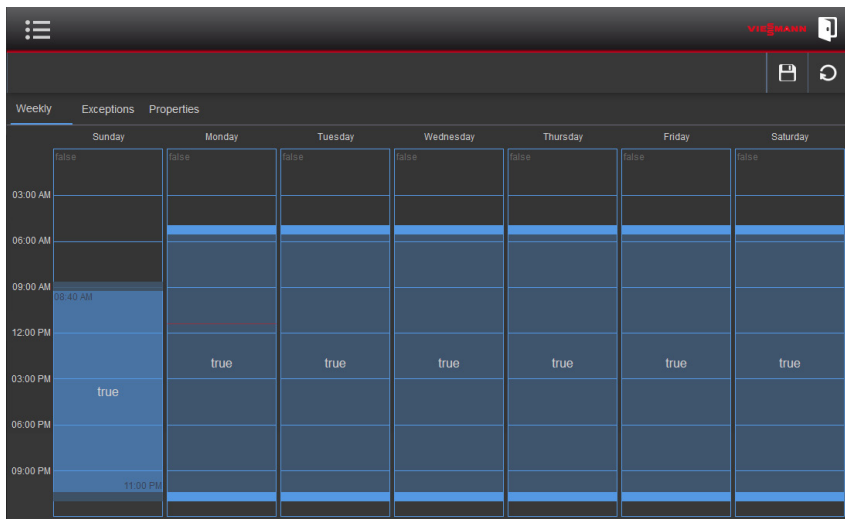 VIESMANN
Weekly Exceptions Properties
Sunday Monday Tuesday Wednesday Thursday Friday Saturday
false false false false false false false
03:00 AM
06:00 AM
09:00 AM
08:40 AM
12:00 PM
true true true true true true
03:00 PM
true
06:00 PM
09:00 PM
11:00 PM